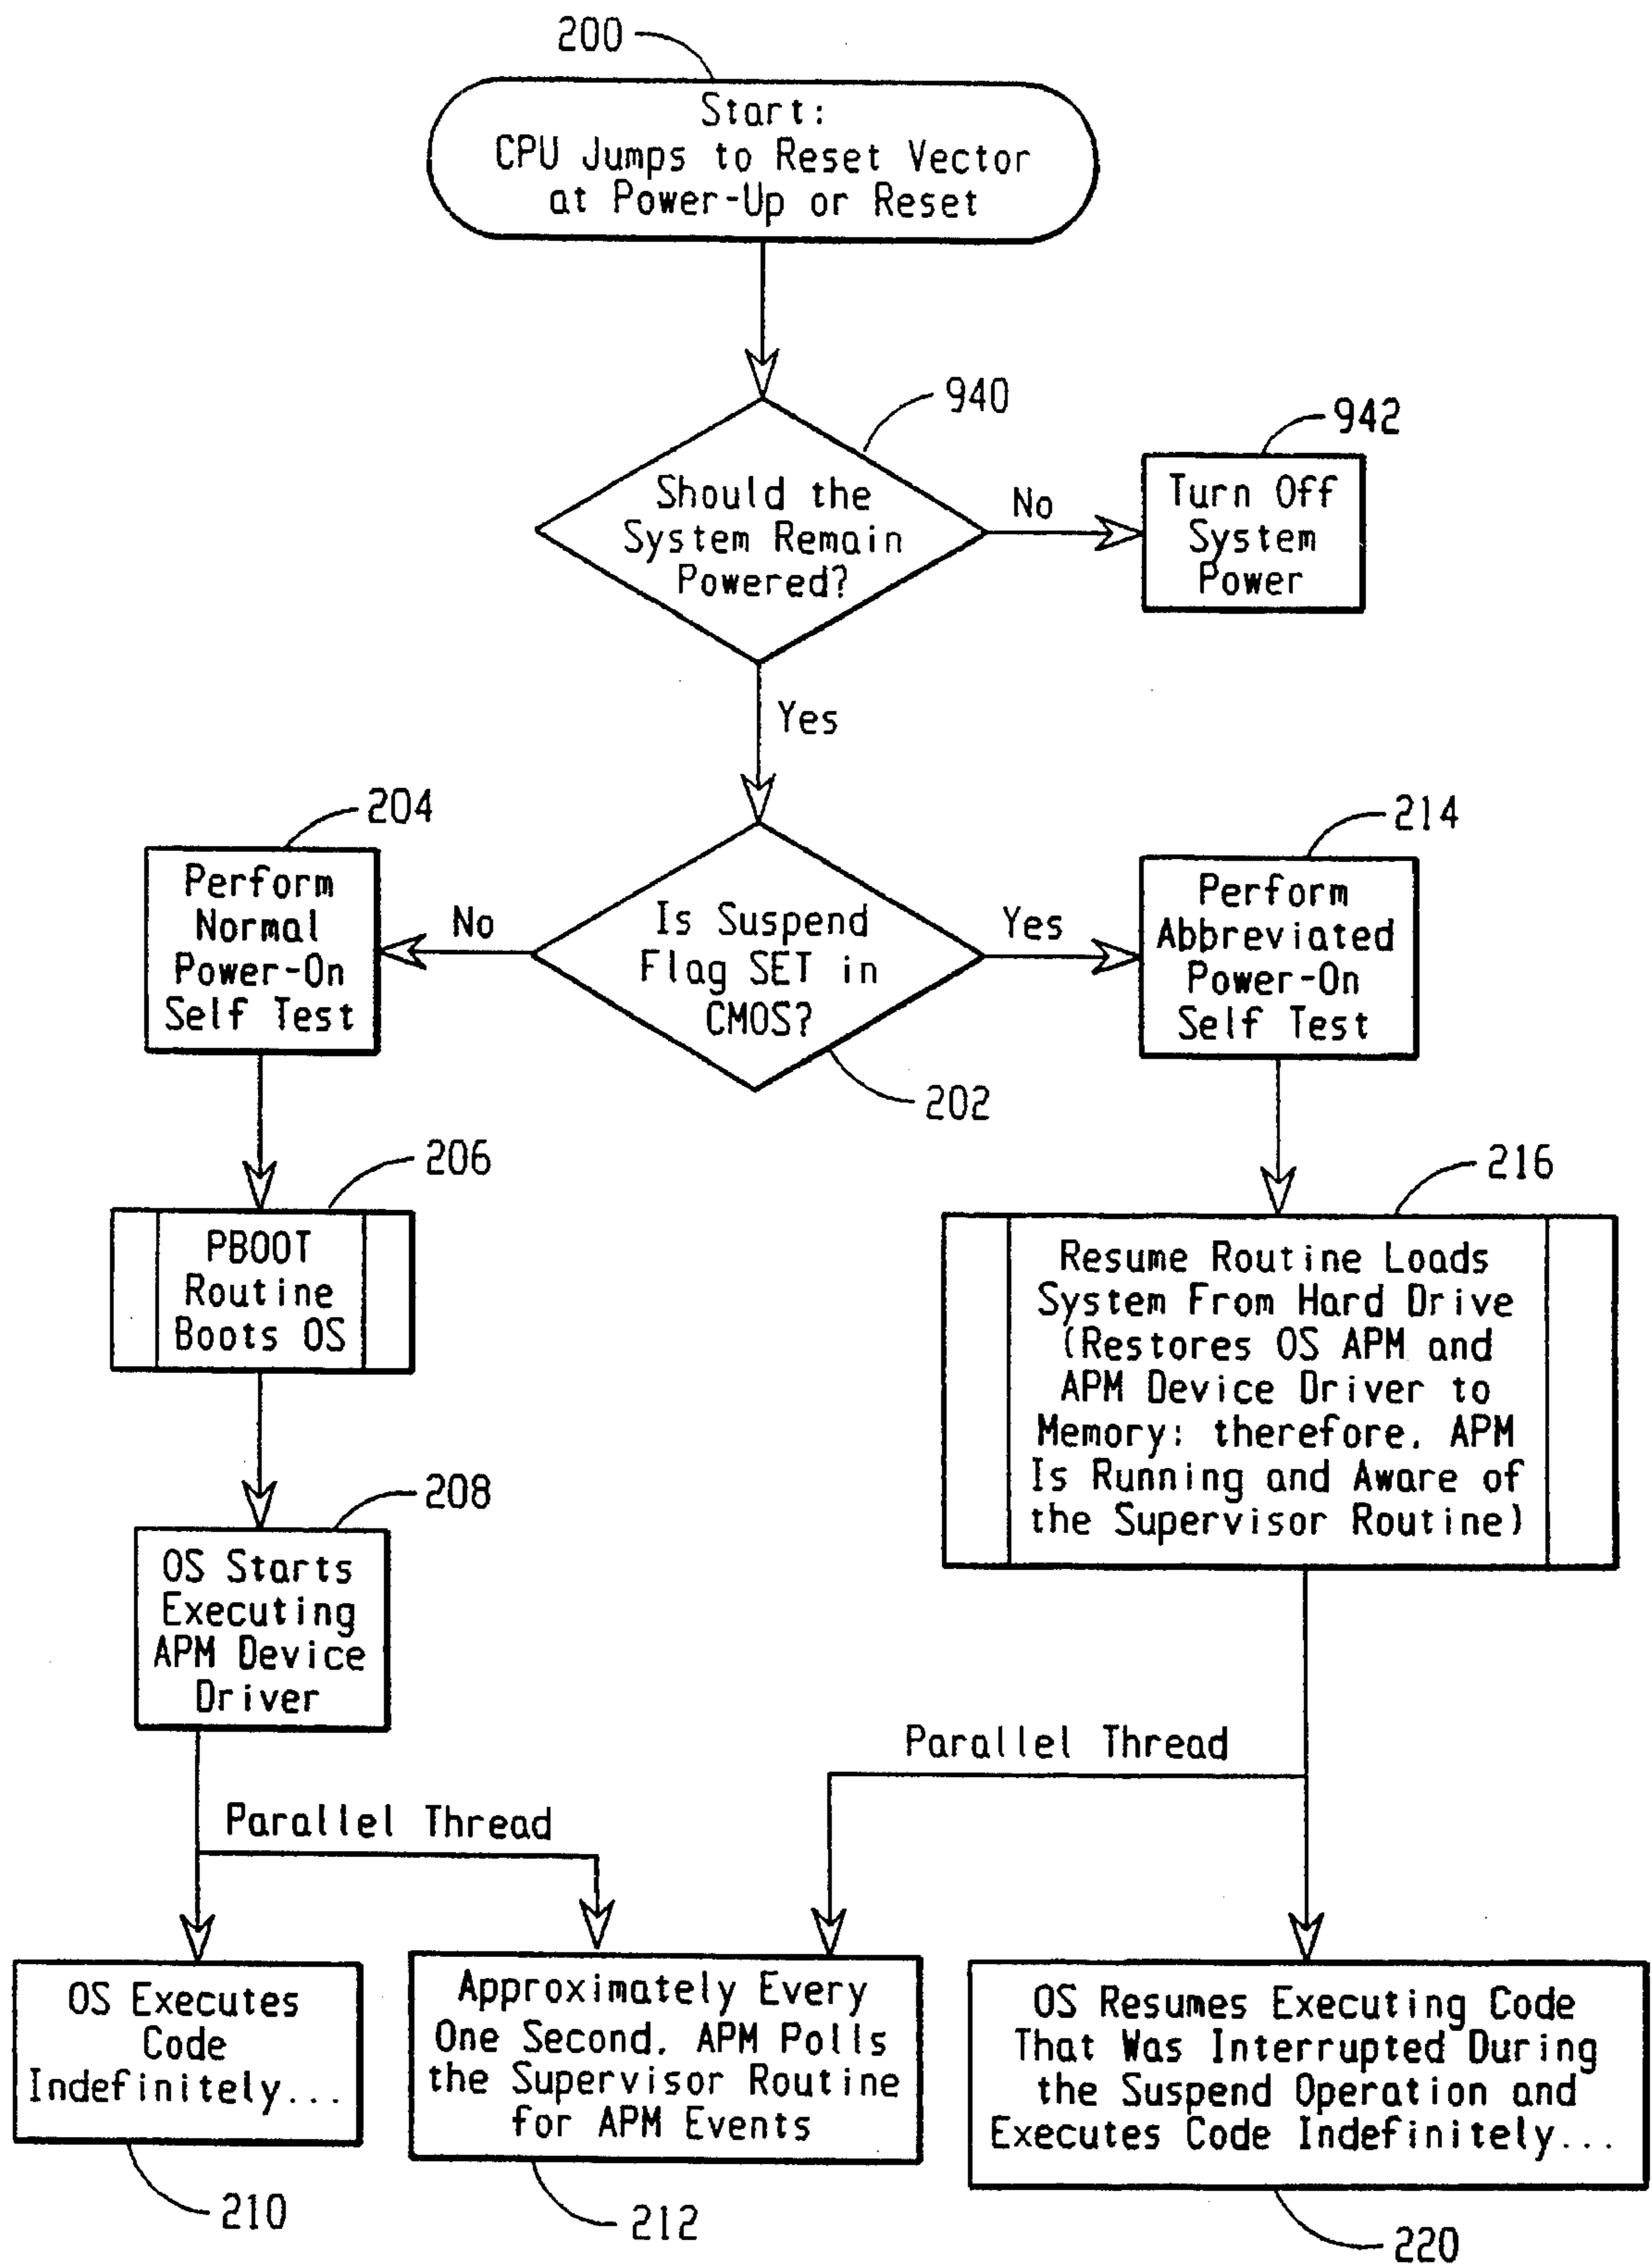 200
Start:
CPU Jumps to Reset Vector
at Power-Up or Reset
940
Should the
System Remain
Powered?
No
942
Turn Off
System
Power
Yes
204
Perform
Normal
Power-On
Self Test
No
Is Suspend
Flag SET in
CMOS?
202
Yes
214
Perform
Abbreviated
Power-On
Self Test
206
PBOOT
Routine
Boots OS
216
Resume Routine Loads
System From Hard Drive
(Restores OS APM and
APM Device Driver to
Memory; therefore, APM
Is Running and Aware of
the Supervisor Routine)
208
OS Starts
Executing
APM Device
Driver
Parallel Thread
Parallel Thread
OS Executes
Code
Indefinitely...
210
Approximately Every
One Second, APM Polls
the Supervisor Routine
for APM Events
212
OS Resumes Executing Code
That Was Interrupted During
the Suspend Operation and
Executes Code Indefinitely...
220